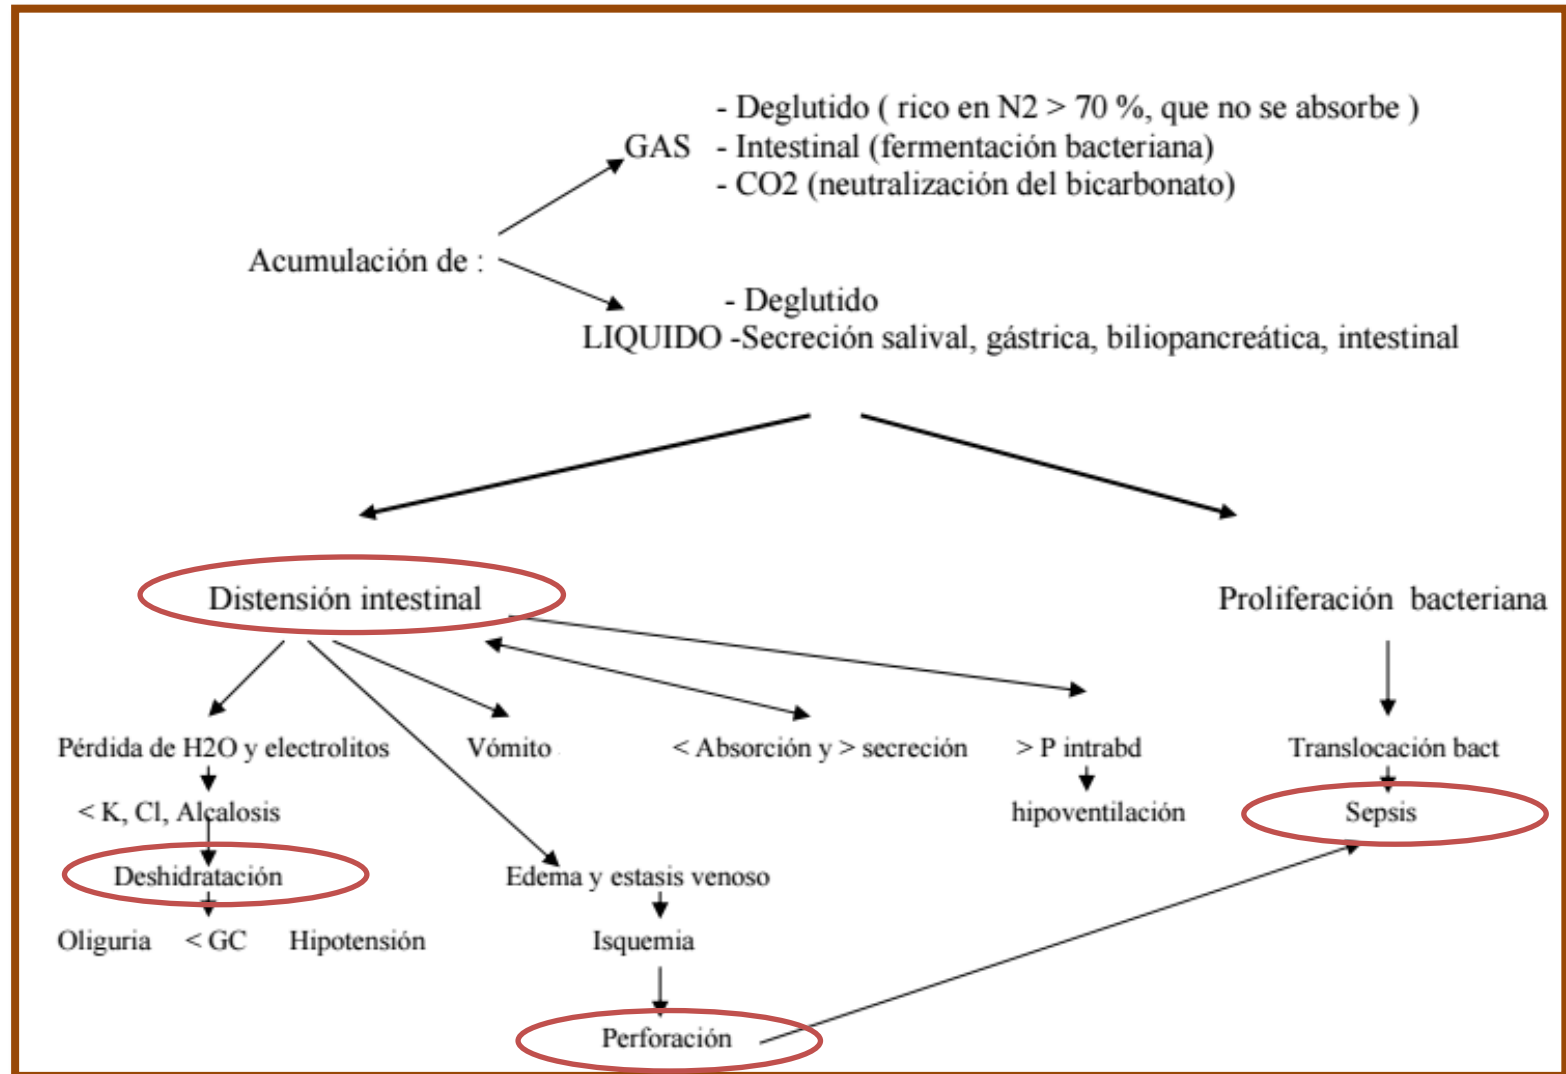 - Deglutido ( rico en N2 > 70 %, que no se absorbe )
GAS - Intestinal (fermentación bacteriana)
- CO2 (neutralización del bicarbonato)
Acumulación de :
- Deglutido
LIQUIDO -Secreción salival, gástrica, biliopancreática, intestinal
Distensión intestinal
Proliferación bacteriana
Pérdida de H2O y electrolitos
Vómito
< Absorción y > secreción
> P intrabd
Translocación bact
< K, Cl, Alcalosis
hipoventilación
Sepsis
Deshidratación
Edema y estasis venoso
Oliguria < GC Hipotensión
Isquemia
Perforación